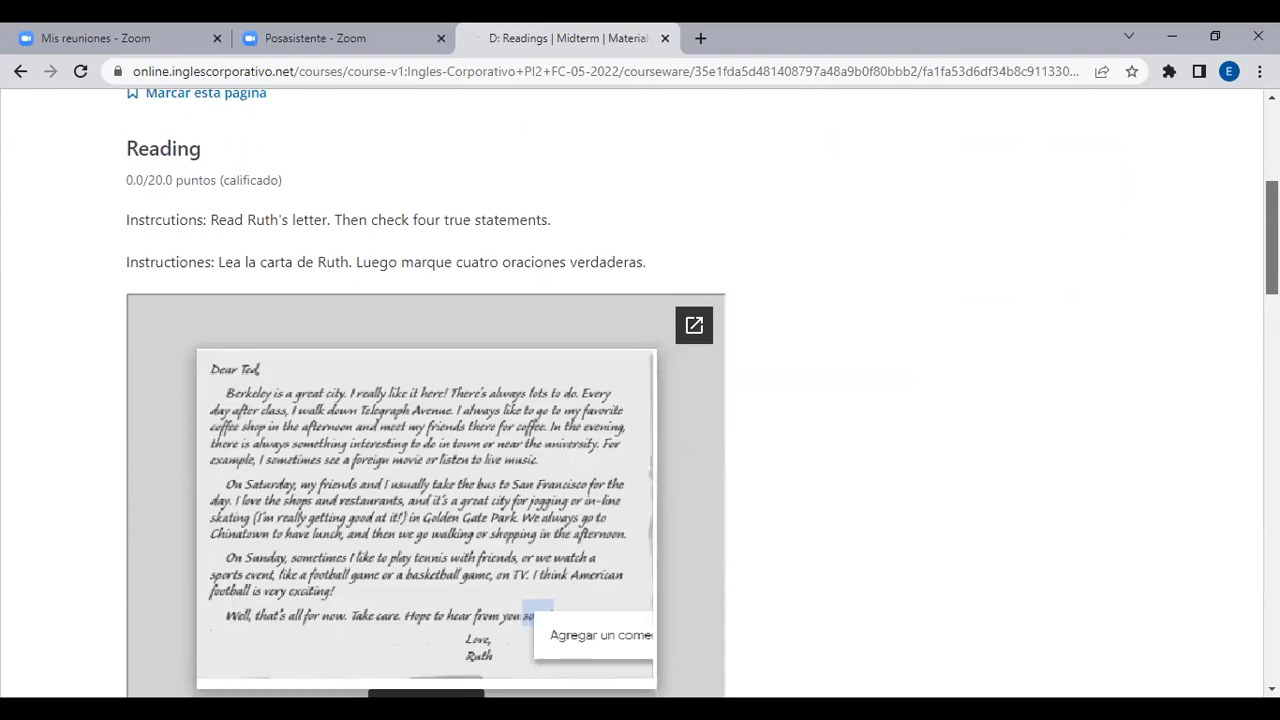 Mis reuniones - Zoom
Posasistente - Zoom
D: Readings | Midterm | Material
online.inglescorporativo.net/courses/course-v1:Ingles-Corporativo+PI2+FC-05-2022/courseware/35e1fda5d481408797a48a9b0f80bbb2/fa1fa53d6df34b8c911330...
E
Marcar esta página
Reading
0.0/20.0 puntos (calificado)
Instrcutions: Read Ruth's letter. Then check four true statements.
Instructiones: Lea la carta de Ruth. Luego marque cuatro oraciones verdaderas.
Dear Ted,
Berkeley is a great city. I really like it here! There's always lots to do. Every
day after class, I walk down Telegraph Avenue. I always like to go to my favorite
coffee shop in the afternoon and meet my friends there for coffee. In the evening,
there is always something interesting to do in town or near the university. For
example, I sometimes see a foreign movie or listen to live music.
On Saturday, my friends and I usually take the bus to San Francisco for the
day. I love the shops and restaurants, and it's a great city for jogging or in-line
skating (I'm really getting good at it!) in Golden Gate Park. We always go to
Chinatown to have lunch, and then we go walking or shopping in the afternoon.
On Sunday, sometimes I like to play tennis with friends, or we watch a
sports event, like a football game or a basketball game, on TV. I think American
football is very exciting!
Well, that's all for now. Take care. Hope to hear from you so
Agregar un come
Love,
Ruth